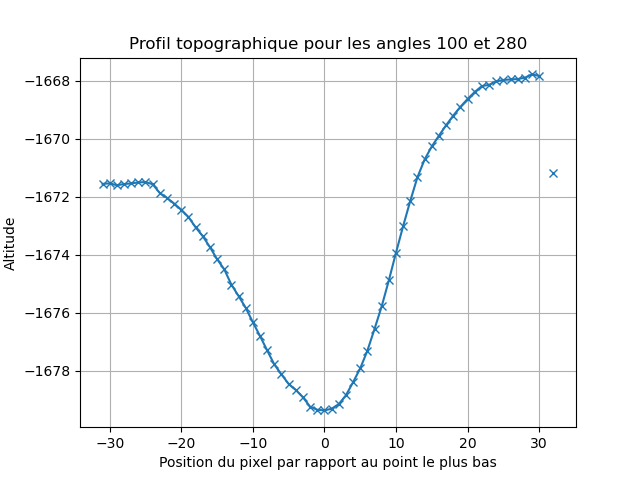 Profil topographique pour les angles 100 et 280
−1668
−1670
−1672
−1674
−1676
−1678
Altitude
−30 −20 −10 0 10 20 30
Position du pixel par rapport au point le plus bas